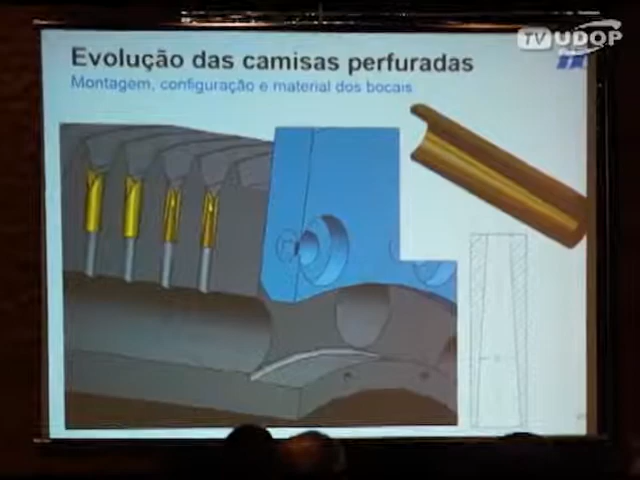 TV UDOP
Evolução das camisas perfuradas
Montagem, configuração e material dos bocais